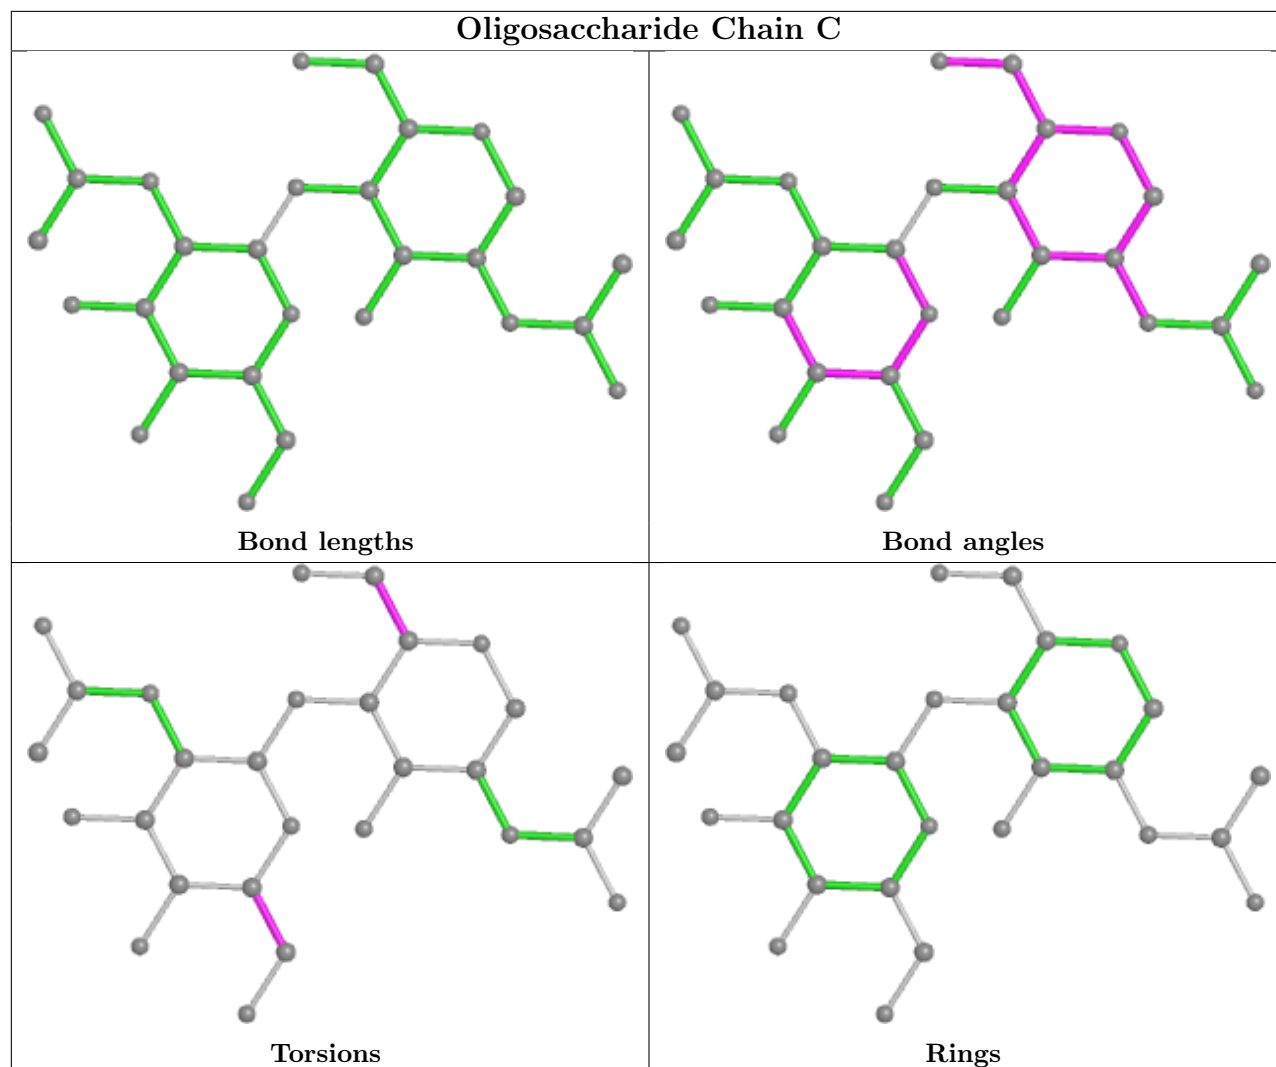 Oligosaccharide Chain C
Bond lengths
Bond angles
Torsions
Rings